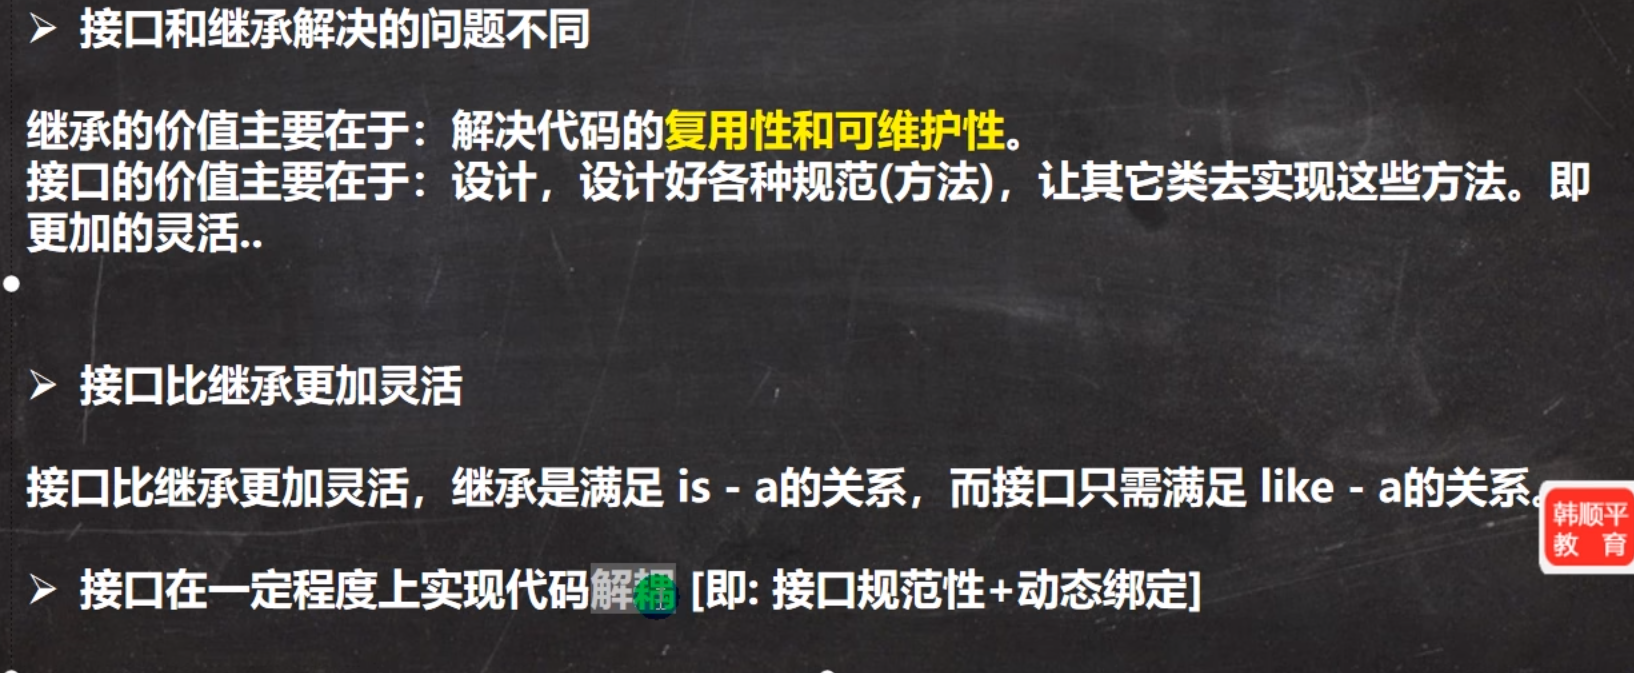 ➢ 接口和继承解决的问题不同
继承的价值主要在于：解决代码的复用性和可维护性。
接口的价值主要在于：设计，设计好各种规范(方法)，让其它类去实现这些方法。即
更加的灵活..
➢ 接口比继承更加灵活
接口比继承更加灵活，继承是满足 is - a的关系，而接口只需满足 like - a的关系。
韩顺平
教 育
➢ 接口在一定程度上实现代码解耦 [即: 接口规范性+动态绑定]